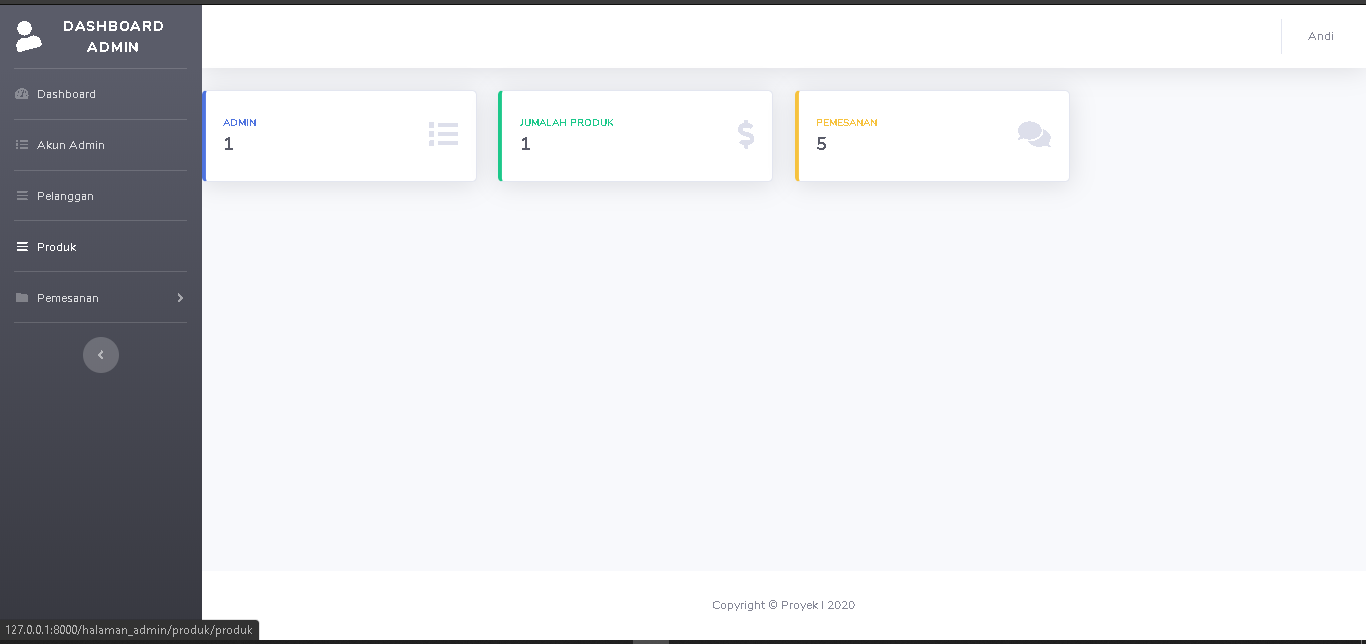 DASHBOARD
ADMIN
Dashboard
Akun Admin
Pelanggan
Produk
Pemesanan
Andi
ADMIN
1
JUMALAH PRODUK
1
PEMESANAN
5
Copyright © Proyek I 2020
127.0.0.1:8000/halaman_admin/produk/produk